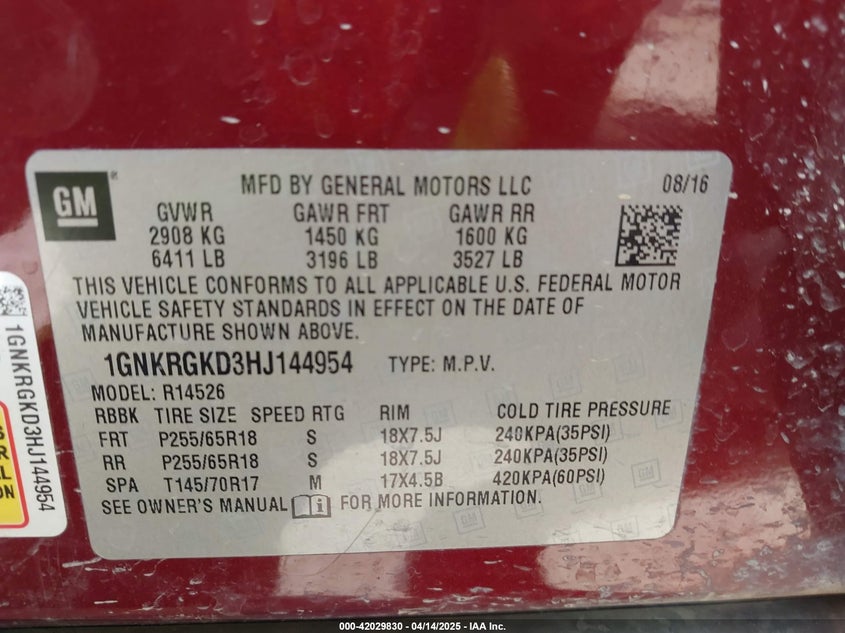 GM®
MFD BY GENERAL MOTORS LLC 08/16
GVWR GAWR FRT GAWR RR
2908 KG 1450 KG 1600 KG
6411 LB 3196 LB 3527 LB
THIS VEHICLE CONFORMS TO ALL APPLICABLE U.S. FEDERAL MOTOR
VEHICLE SAFETY STANDARDS IN EFFECT ON THE DATE OF
MANUFACTURE SHOWN ABOVE.
1GNKRGKD3HJ144954 TYPE: M.P.V.
MODEL: R14526
RBBK TIRE SIZE SPEED RTG RIM COLD TIRE PRESSURE
FRT P255/65R18 S 18X7.5J 240KPA(35PSI)
RR P255/65R18 S 18X7.5J 240KPA(35PSI)
SPA T145/70R17 M 17X4.5B 420KPA(60PSI)
SEE OWNER'S MANUAL FOR MORE INFORMATION.
1GNKRGKD3HJ144954
000-42029830 - 04/14/2025 - IAA Inc.